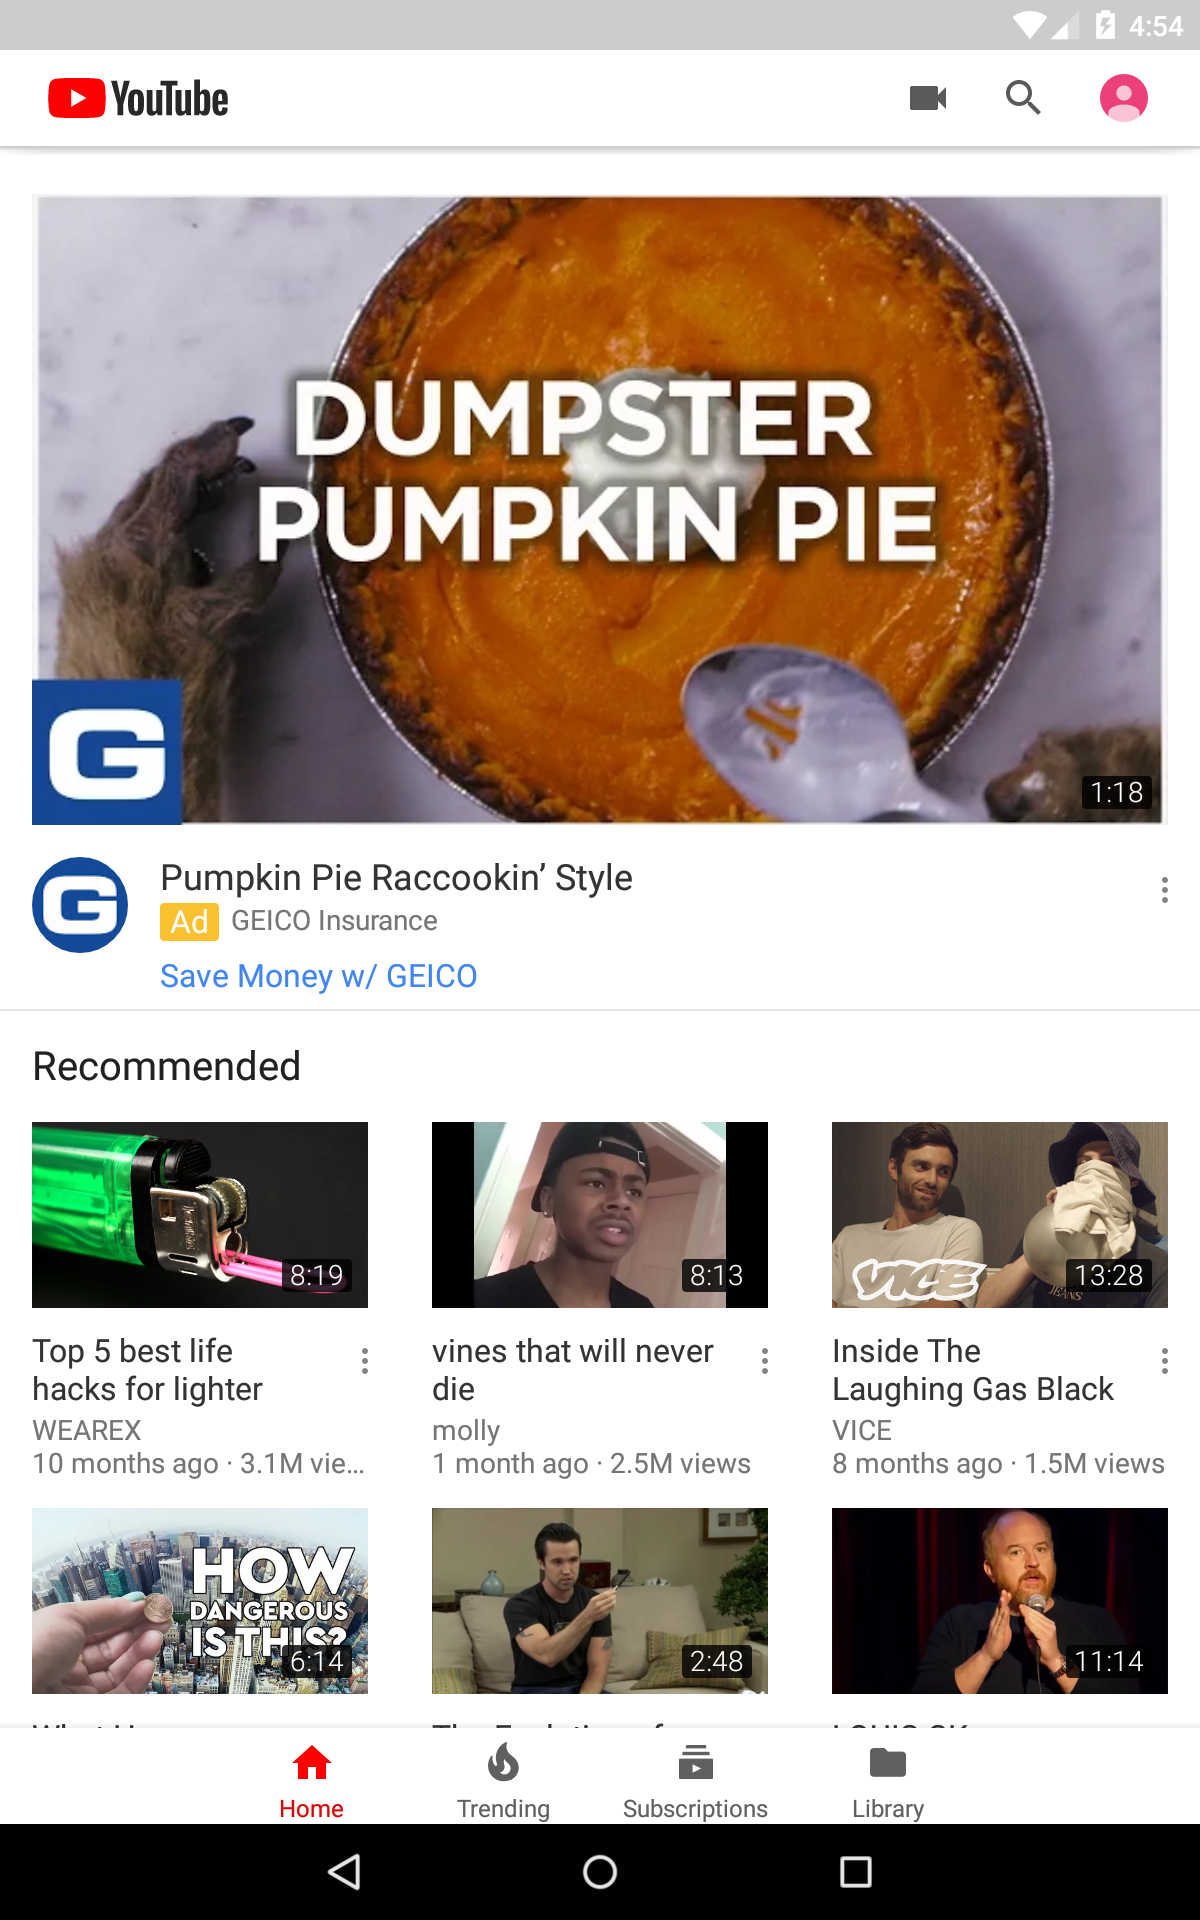 4:54
YouTube
DUMPSTER
PUMPKIN PIE
G
1:18
G
Pumpkin Pie Raccookin’ Style
Ad GEICO Insurance
Save Money w/ GEICO
Recommended
8:19
8:13
VICE
JEANS
13:28
Top 5 best life
hacks for lighter
WEAREX
10 months ago · 3.1M vie...
vines that will never
die
molly
1 month ago · 2.5M views
Inside The
Laughing Gas Black
VICE
8 months ago · 1.5M views
HOW
DANGEROUS
IS THIS?
6:14
2:48
11:14
LOUIS CK
Home
Trending
Subscriptions
Library